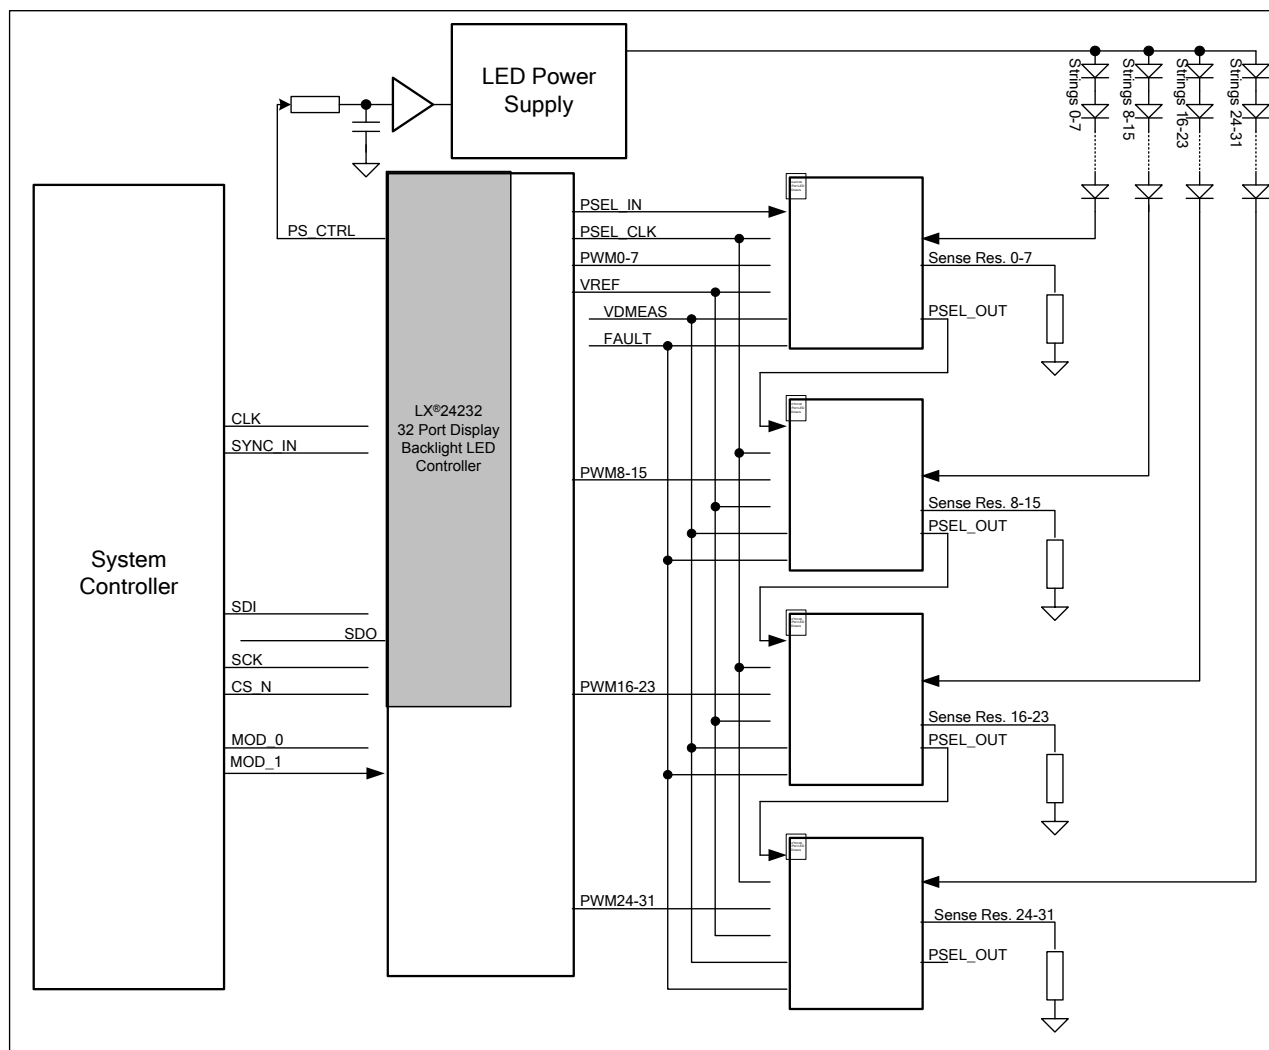 LED Power
Supply
Strings 0-7
Strings 8-15
Strings 16-23
Strings 24-31
PS_CTRL
PSEL_IN
PSEL_CLK
PWM0-7
VREF
VDMEAS
FAULT
Sense Res. 0-7
PSEL_OUT
LX®24232
32 Port Display
Backlight LED
Controller
CLK
SYNC_IN
PWM8-15
Sense Res. 8-15
PSEL_OUT
System
Controller
SDI
SDO
SCK
CS_N
MOD_0
MOD_1
PWM16-23
Sense Res. 16-23
PSEL_OUT
PWM24-31
Sense Res. 24-31
PSEL_OUT